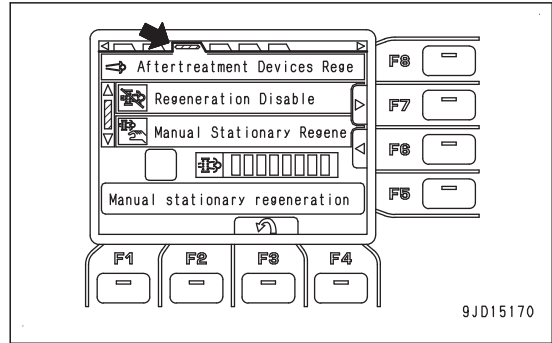 Aftertreatment Devices Rege
Regeneration Disable
Manual Stationary Regene
Manual stationary regeneration
F8
F7
F6
F5
F1 F2 F3 F4
9JD15170